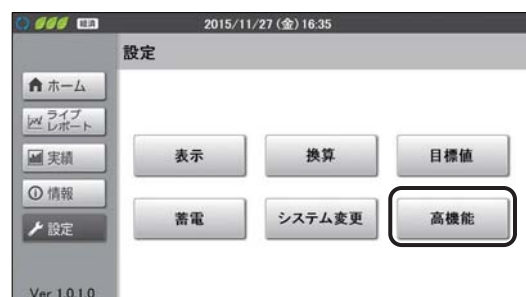 経済
2015/11/27(金)16:35
設定
ホーム
ライブ
レポート
実績
情報
設定
表示
換算
目標値
蓄電
システム変更
高機能
Ver 1.0.1.0